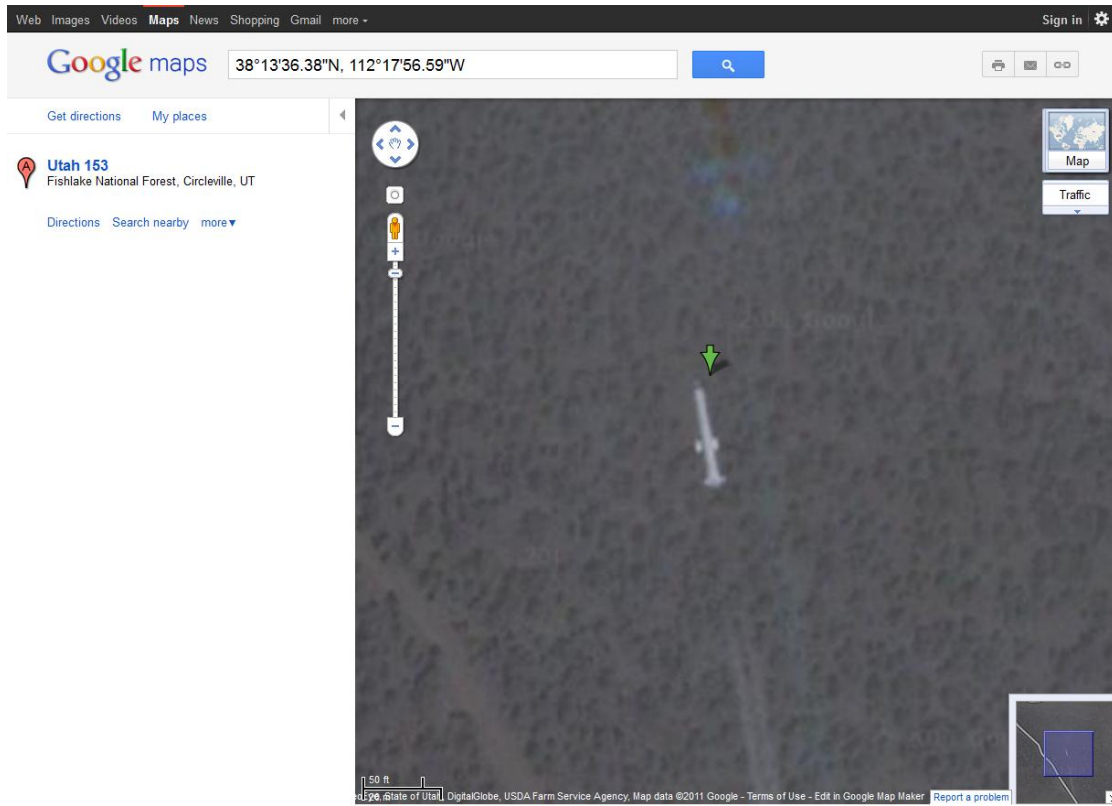 Web Images Videos Maps News Shopping Gmail more
Sign in
Google maps
38°13'36.38"N, 112°17'56.59"W
Get directions My places
Map
Traffic
A
Utah 153
Fishlake National Forest, Circleville, UT
Directions Search nearby more
50 ft
20 m
State of Utah, DigitalGlobe, USDA Farm Service Agency, Map data ©2011 Google - Terms of Use - Edit in Google Map Maker Report a problem